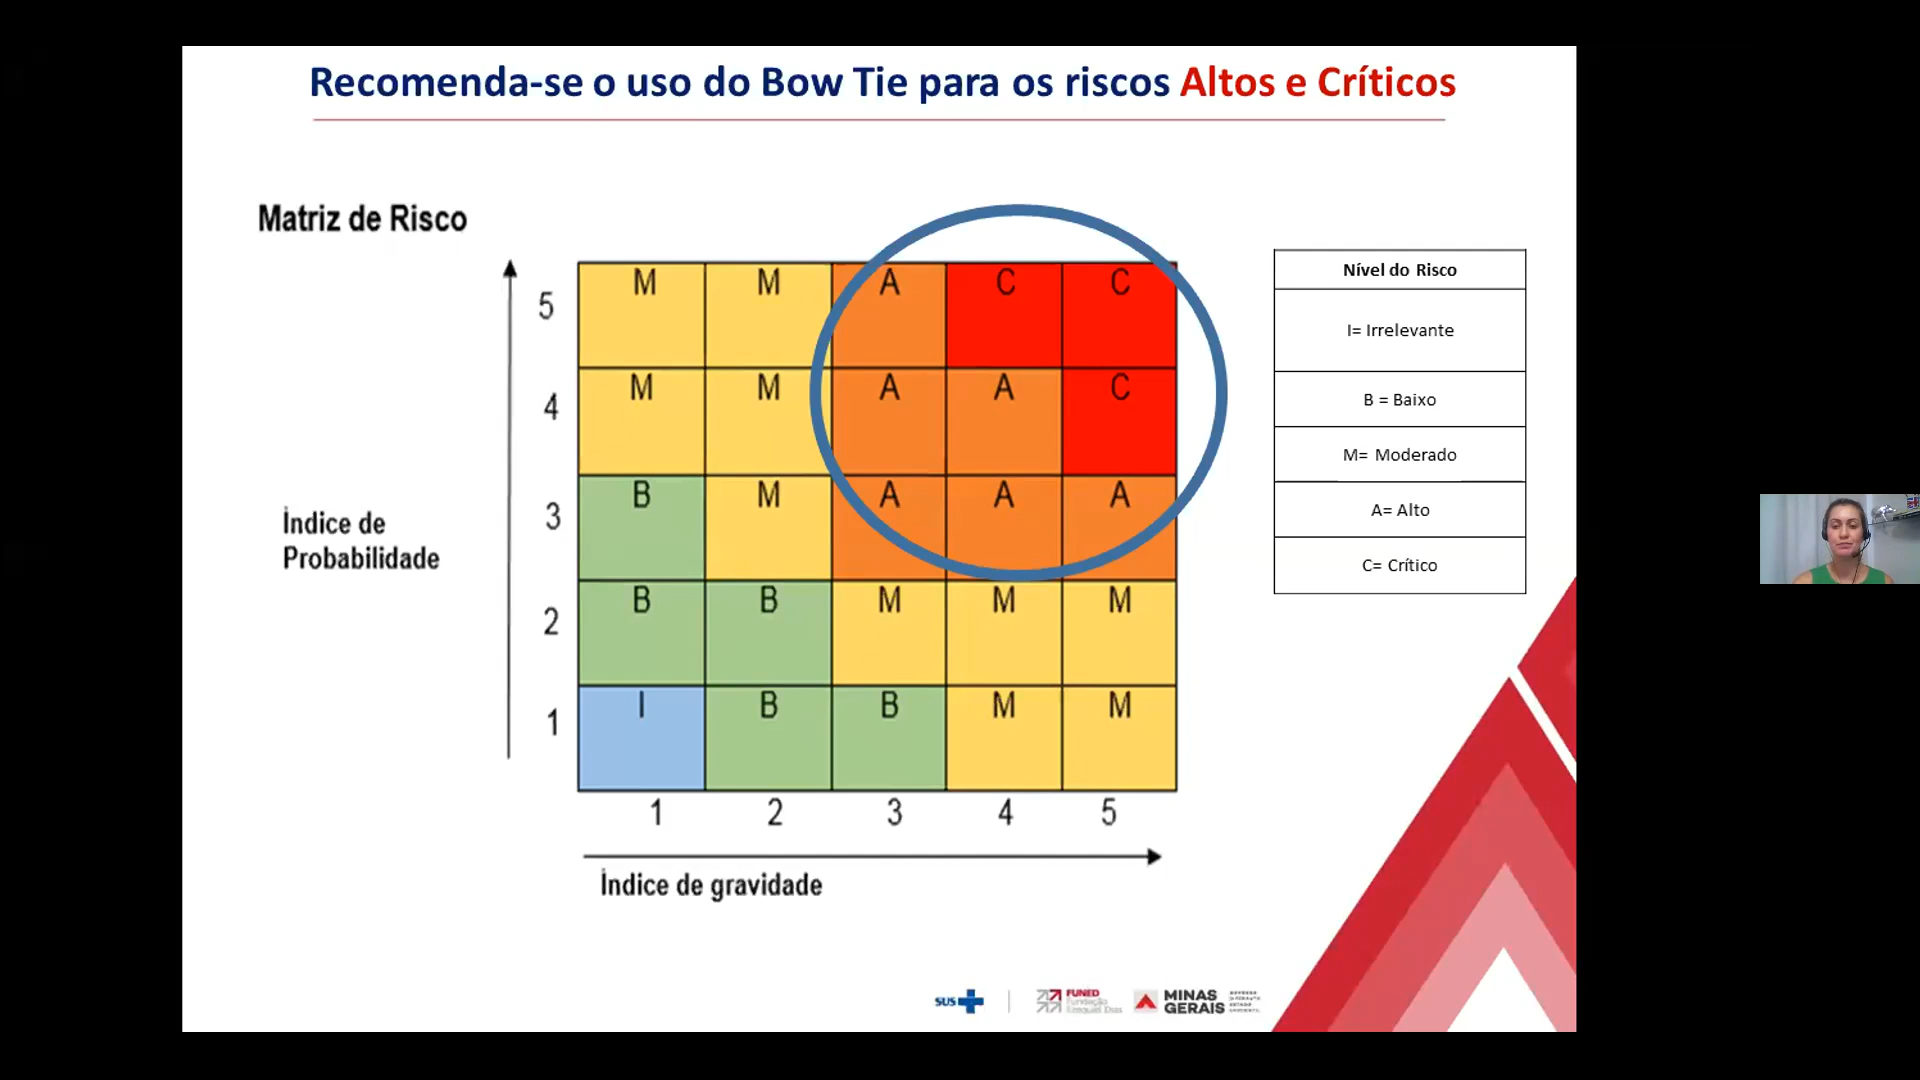 Recomenda-se o uso do Bow Tie para os riscos Altos e Críticos
Matriz de Risco
5 M M A C C
4 M M A A C
3 B M A A A
2 B B M M M
1 I B B M M
1 2 3 4 5
Índice de
Probabilidade
Índice de gravidade
Nível do Risco
I= Irrelevante
B = Baixo
M= Moderado
A= Alto
C= Crítico
SUS
FUNED
Fundação
Ezequiel Dias
MINAS
GERAIS